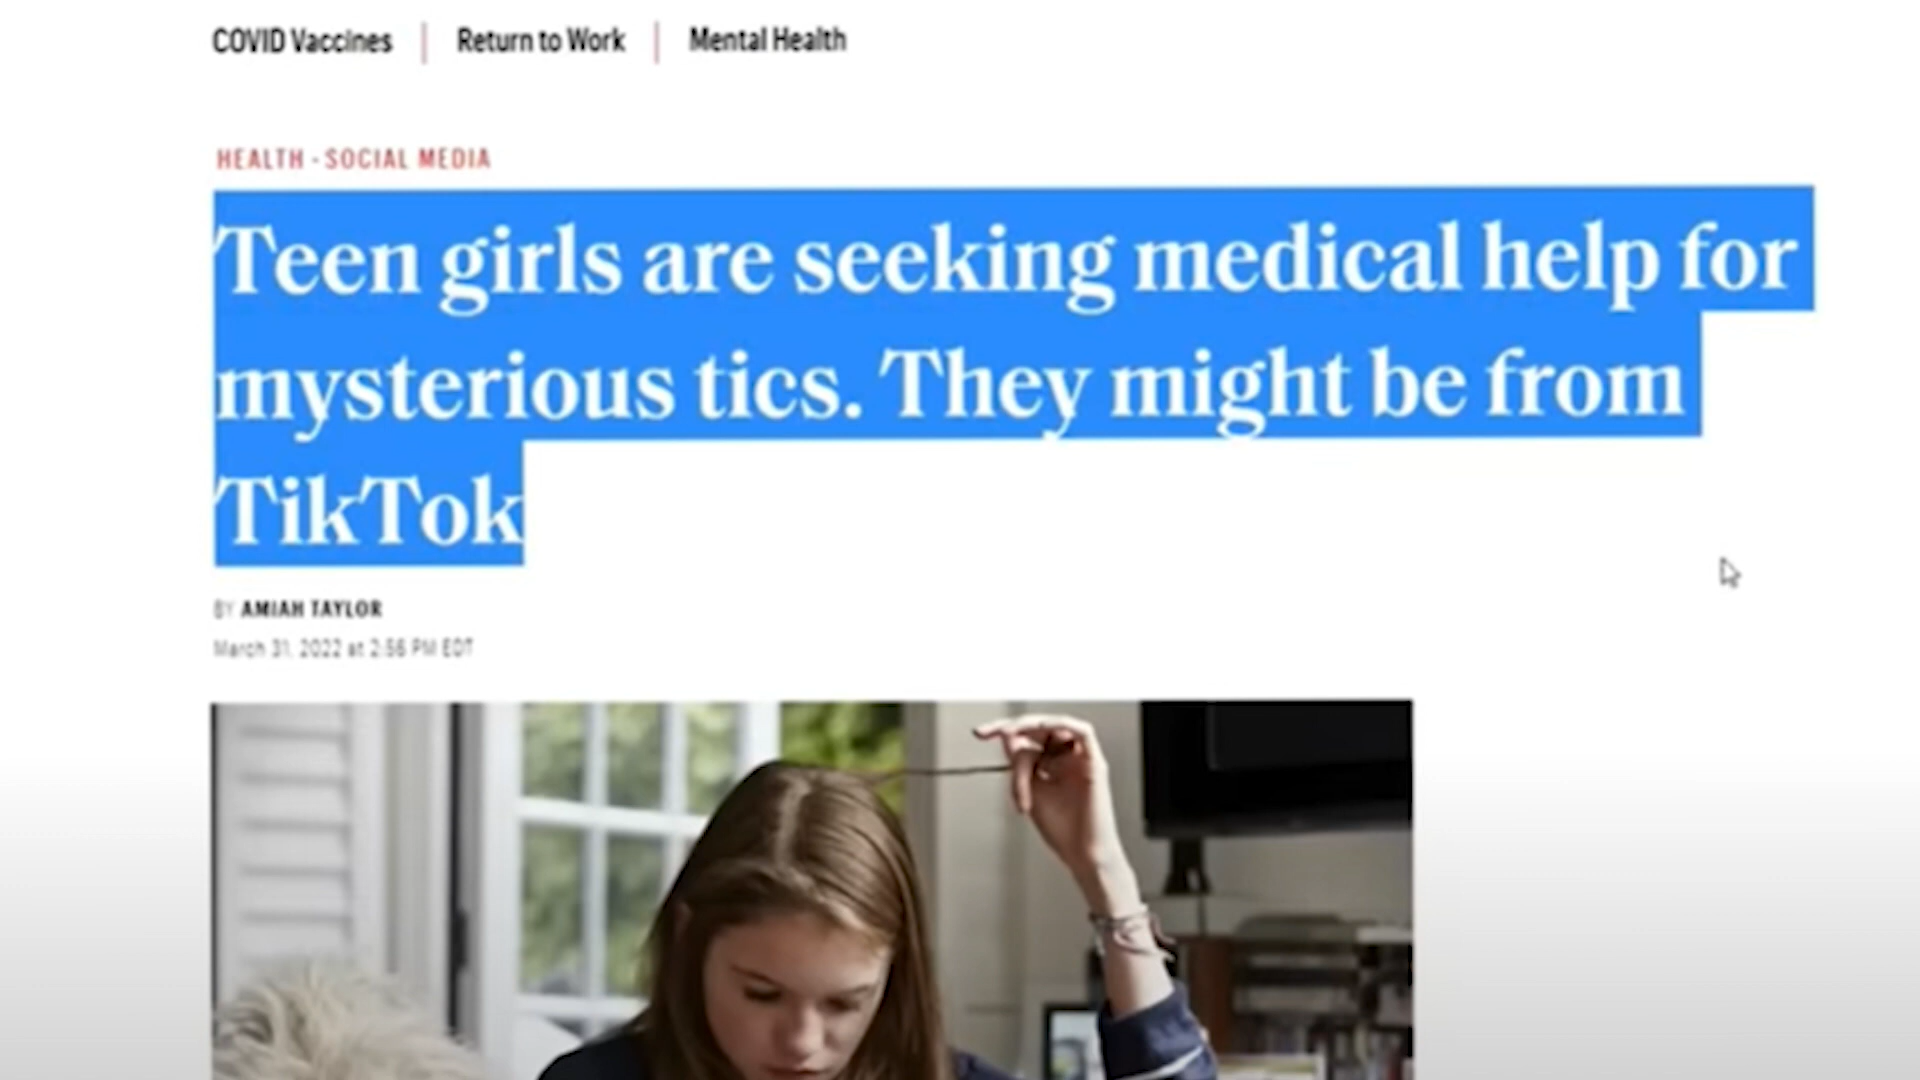 COVID Vaccines | Return to Work | Mental Health
HEALTH - SOCIAL MEDIA
Teen girls are seeking medical help for
mysterious tics. They might be from
TikTok
BY AMIAH TAYLOR
March 31, 2022 at 2:56 PM EDT